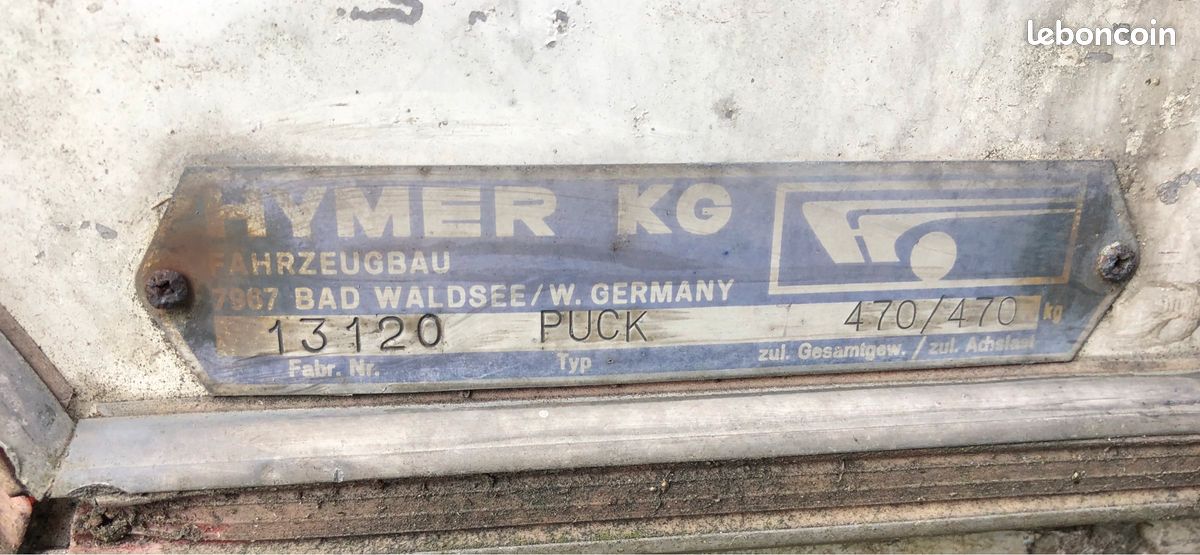 leboncoin
HYMER KG
FAHRZEUGBAU
7967 BAD WALDSEE/W. GERMANY
13120 PUCK 470/470 kg
Fabr. Nr. Typ zul. Gesamtgew. / zul. Achslast